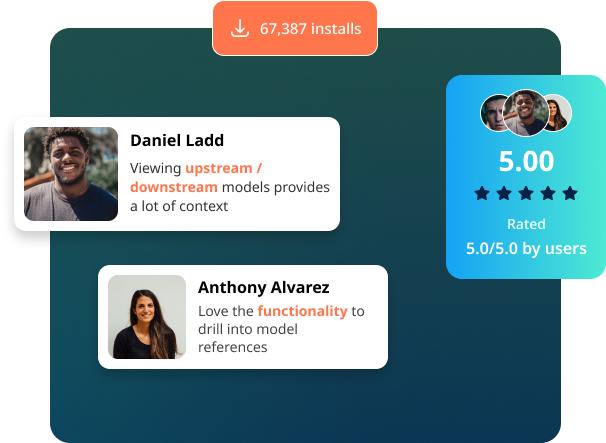 67,387 installs
Daniel Ladd
Viewing upstream /
downstream models provides
a lot of context
5.00
Rated
5.0/5.0 by users
Anthony Alvarez
Love the functionality to
drill into model
references